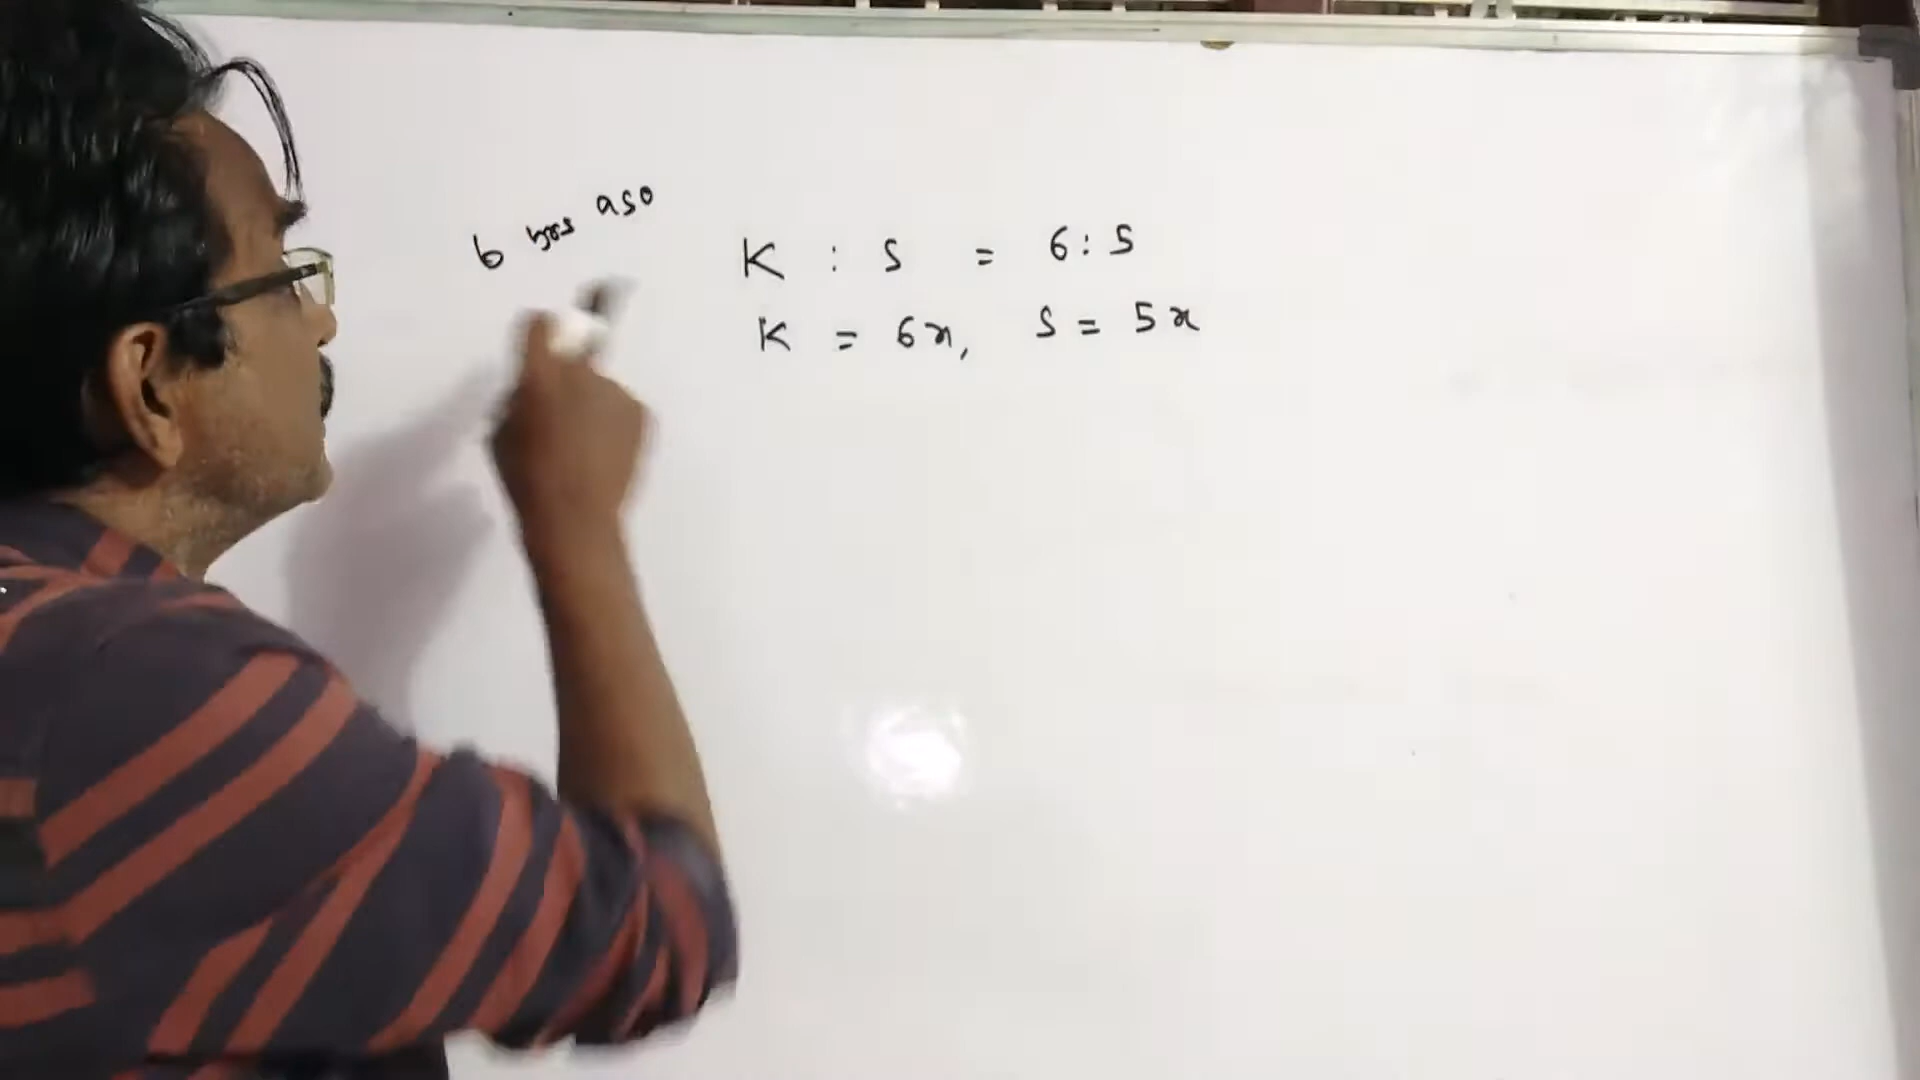 6 yrs ago
K : S = 6 : 5
K = 6x, S = 5x